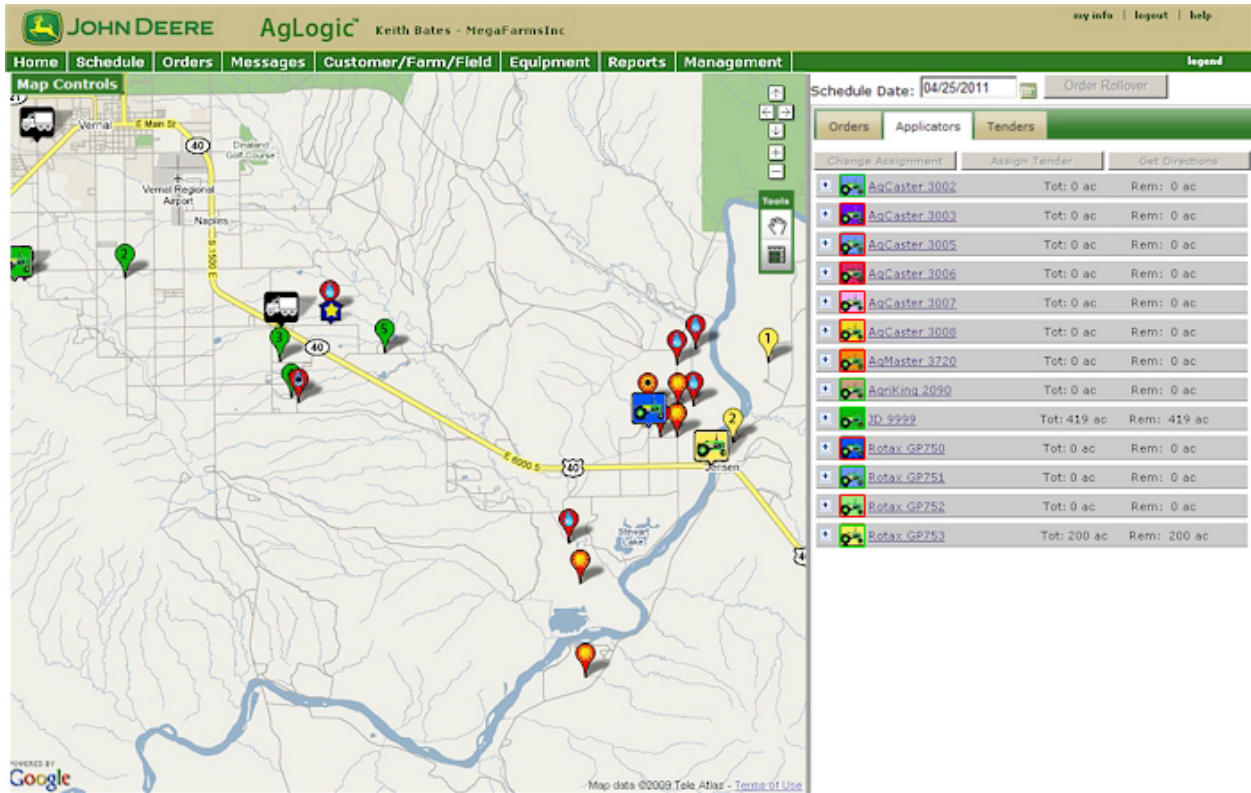 my info | logout | help
JOHN DEERE AgLogic™ Keith Bates - MegaFarmsInc
Home Schedule Orders Messages Customer/Farm/Field Equipment Reports Management legend
Map Controls
Schedule Date: 04/25/2011 Order Rollover
Orders Applicators Tenders
Change Assignment Assign Tender Get Directions
AgCaster 3002 Tot: 0 ac Rem: 0 ac
AgCaster 3003 Tot: 0 ac Rem: 0 ac
AgCaster 3005 Tot: 0 ac Rem: 0 ac
AgCaster 3006 Tot: 0 ac Rem: 0 ac
AgCaster 3007 Tot: 0 ac Rem: 0 ac
AgCaster 3008 Tot: 0 ac Rem: 0 ac
AgMaster 3720 Tot: 0 ac Rem: 0 ac
AgriKing 2090 Tot: 0 ac Rem: 0 ac
JD 9999 Tot: 419 ac Rem: 419 ac
Rotax GP750 Tot: 0 ac Rem: 0 ac
Rotax GP751 Tot: 0 ac Rem: 0 ac
Rotax GP752 Tot: 0 ac Rem: 0 ac
Rotax GP753 Tot: 200 ac Rem: 200 ac
Vernal
E Main St
40
Dinaland
Golf Course
Vernal Regional
Airport
Naples
Tools
S 1500 E
2
3
5
40
1
2
Jensen
E 6000 S
40
Stewart
Lake
POWERED BY
Google
Map data ©2009 Tele Atlas - Terms of Use